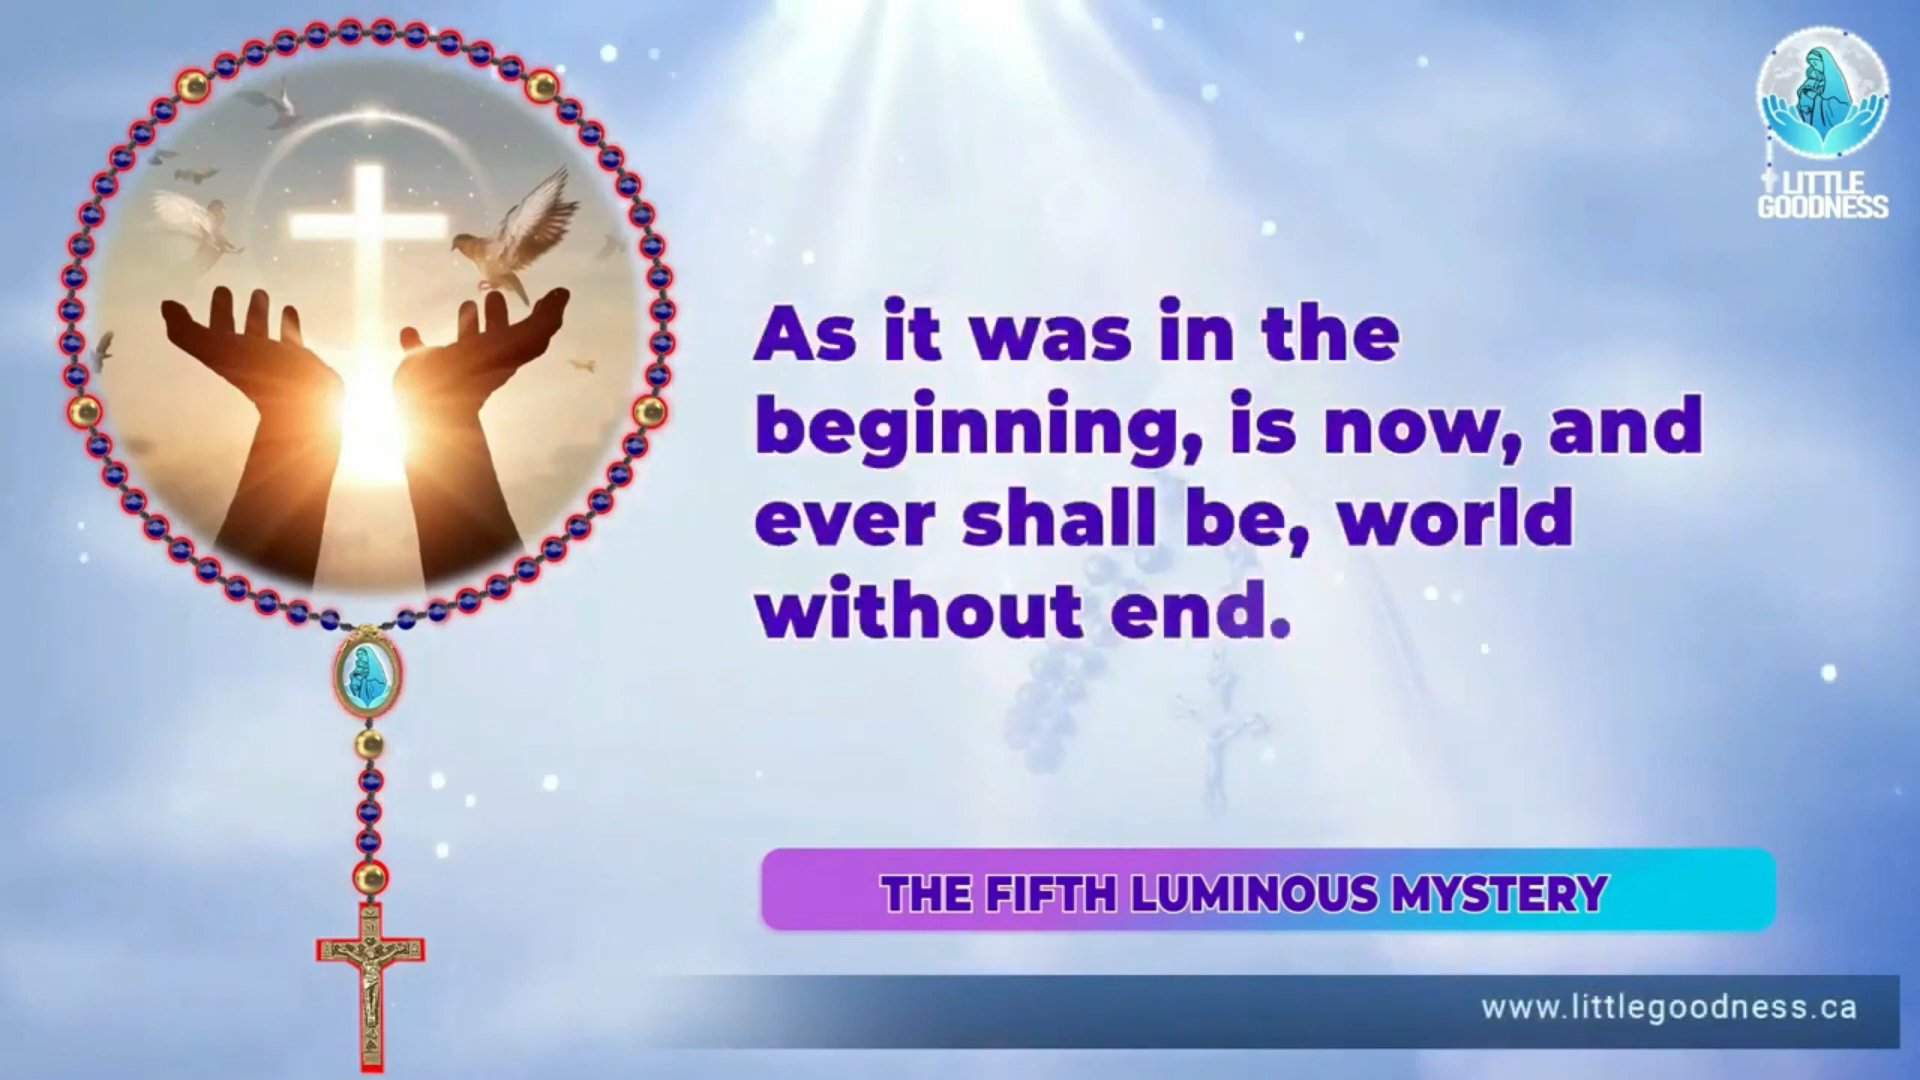 LITTLE
GOODNESS
As it was in the
beginning, is now, and
ever shall be, world
without end.
THE FIFTH LUMINOUS MYSTERY
www.littlegoodness.ca